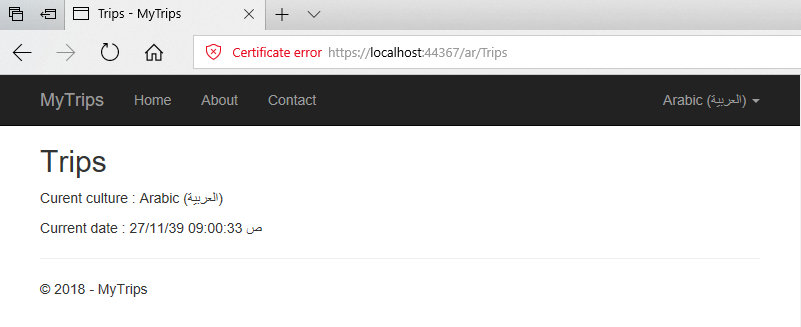 Trips - MyTrips
Certificate error https://localhost:44367/ar/Trips
MyTrips Home About Contact Arabic (العربية)
Trips
Curent culture : Arabic (العربية)
Current date : 27/11/39 09:00:33 ص
© 2018 - MyTrips